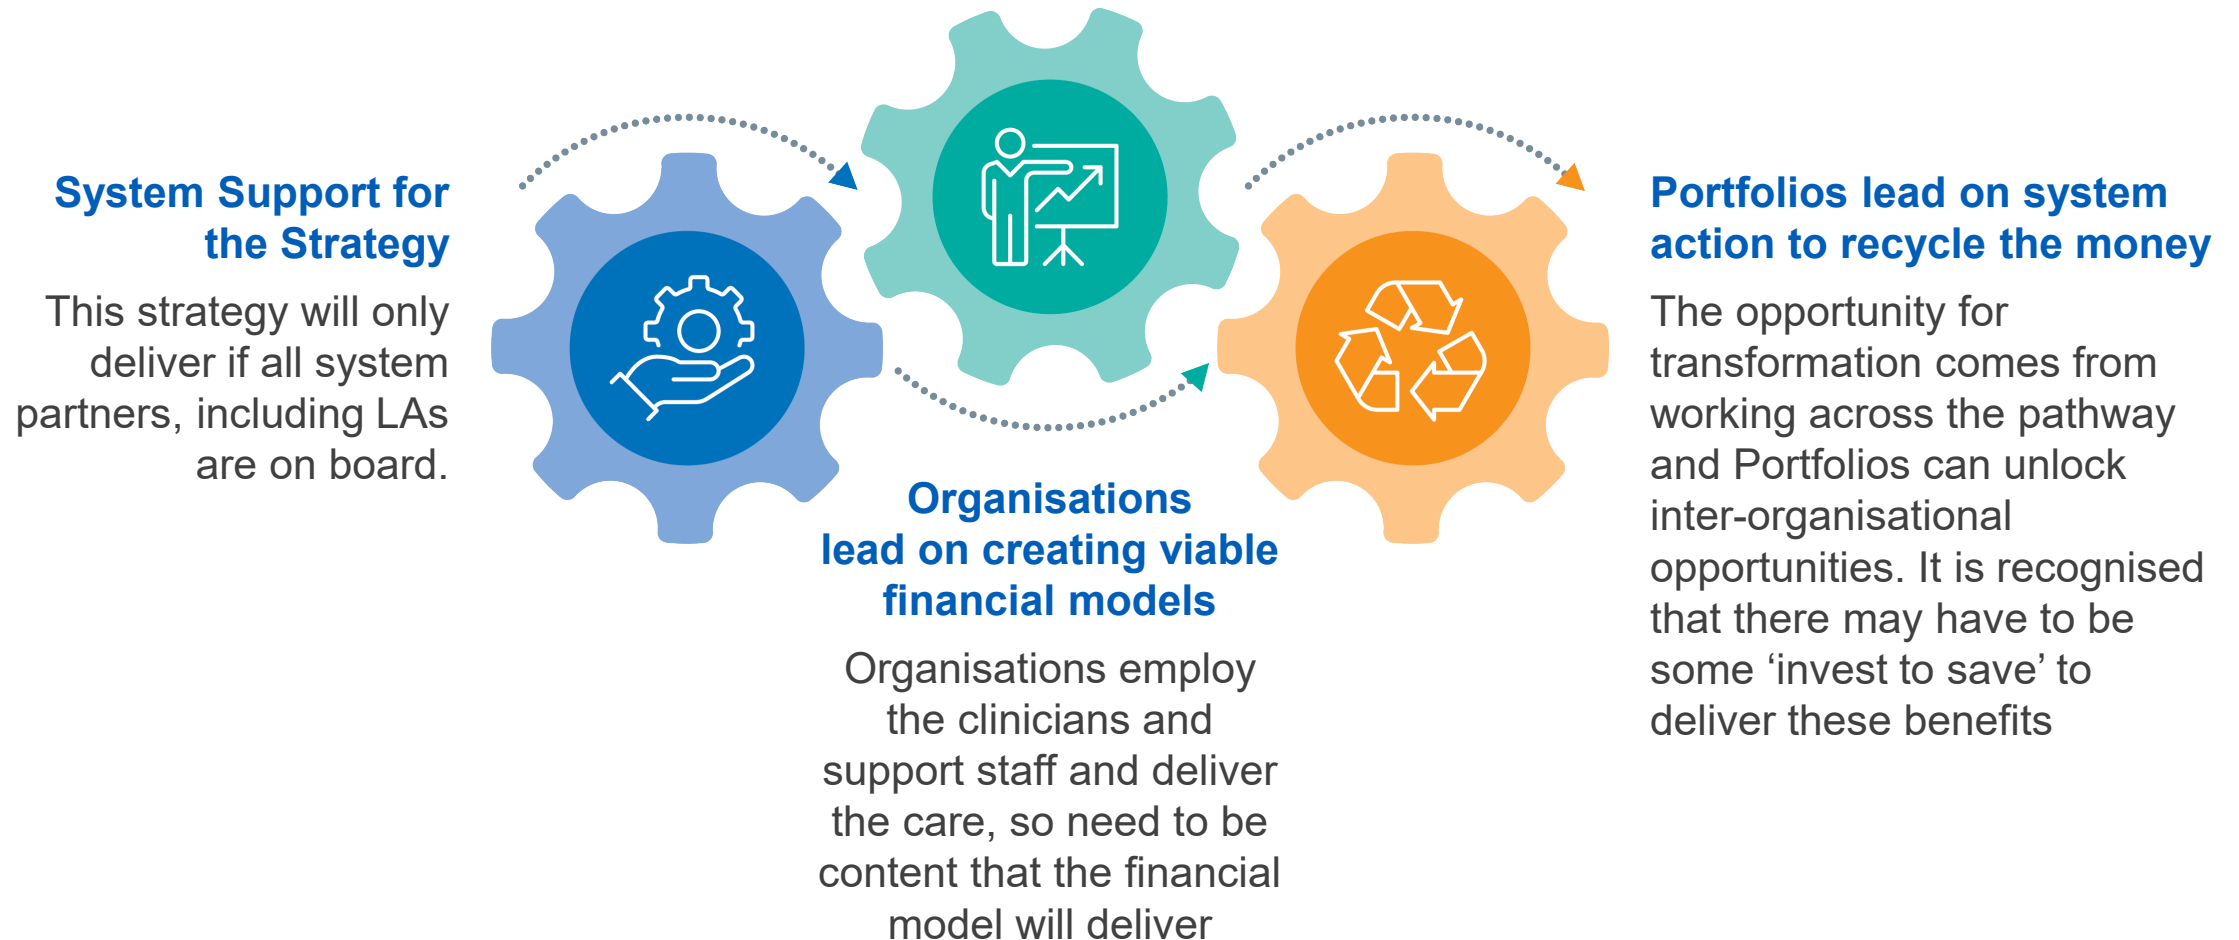 System Support for
the Strategy
This strategy will only
deliver if all system
partners, including LAs
are on board.
Organisations
lead on creating viable
financial models
Organisations employ
the clinicians and
support staff and deliver
the care, so need to be
content that the financial
model will deliver
Portfolios lead on system
action to recycle the money
The opportunity for
transformation comes from
working across the pathway
and Portfolios can unlock
inter-organisational
opportunities. It is recognised
that there may have to be
some ‘invest to save’ to
deliver these benefits